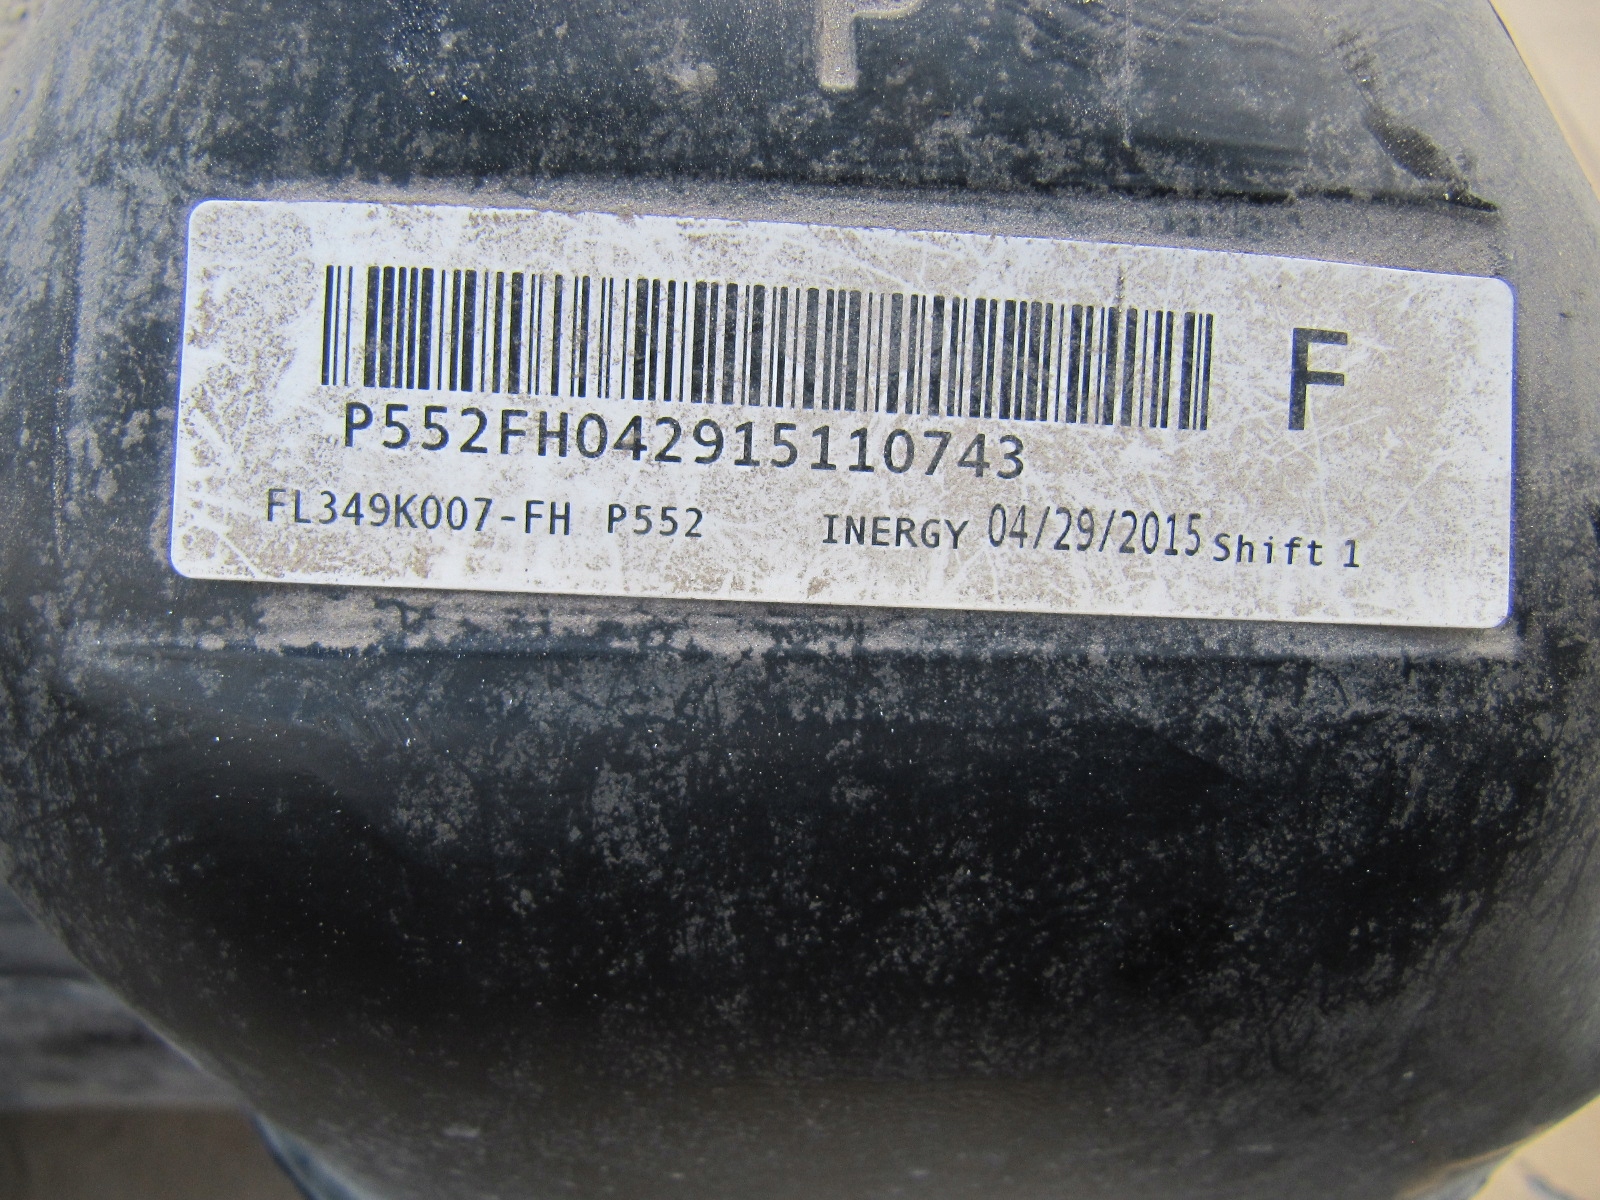 P
F
P552FH042915110743
FL349K007-FH P552 INERGY 04/29/2015 Shift 1